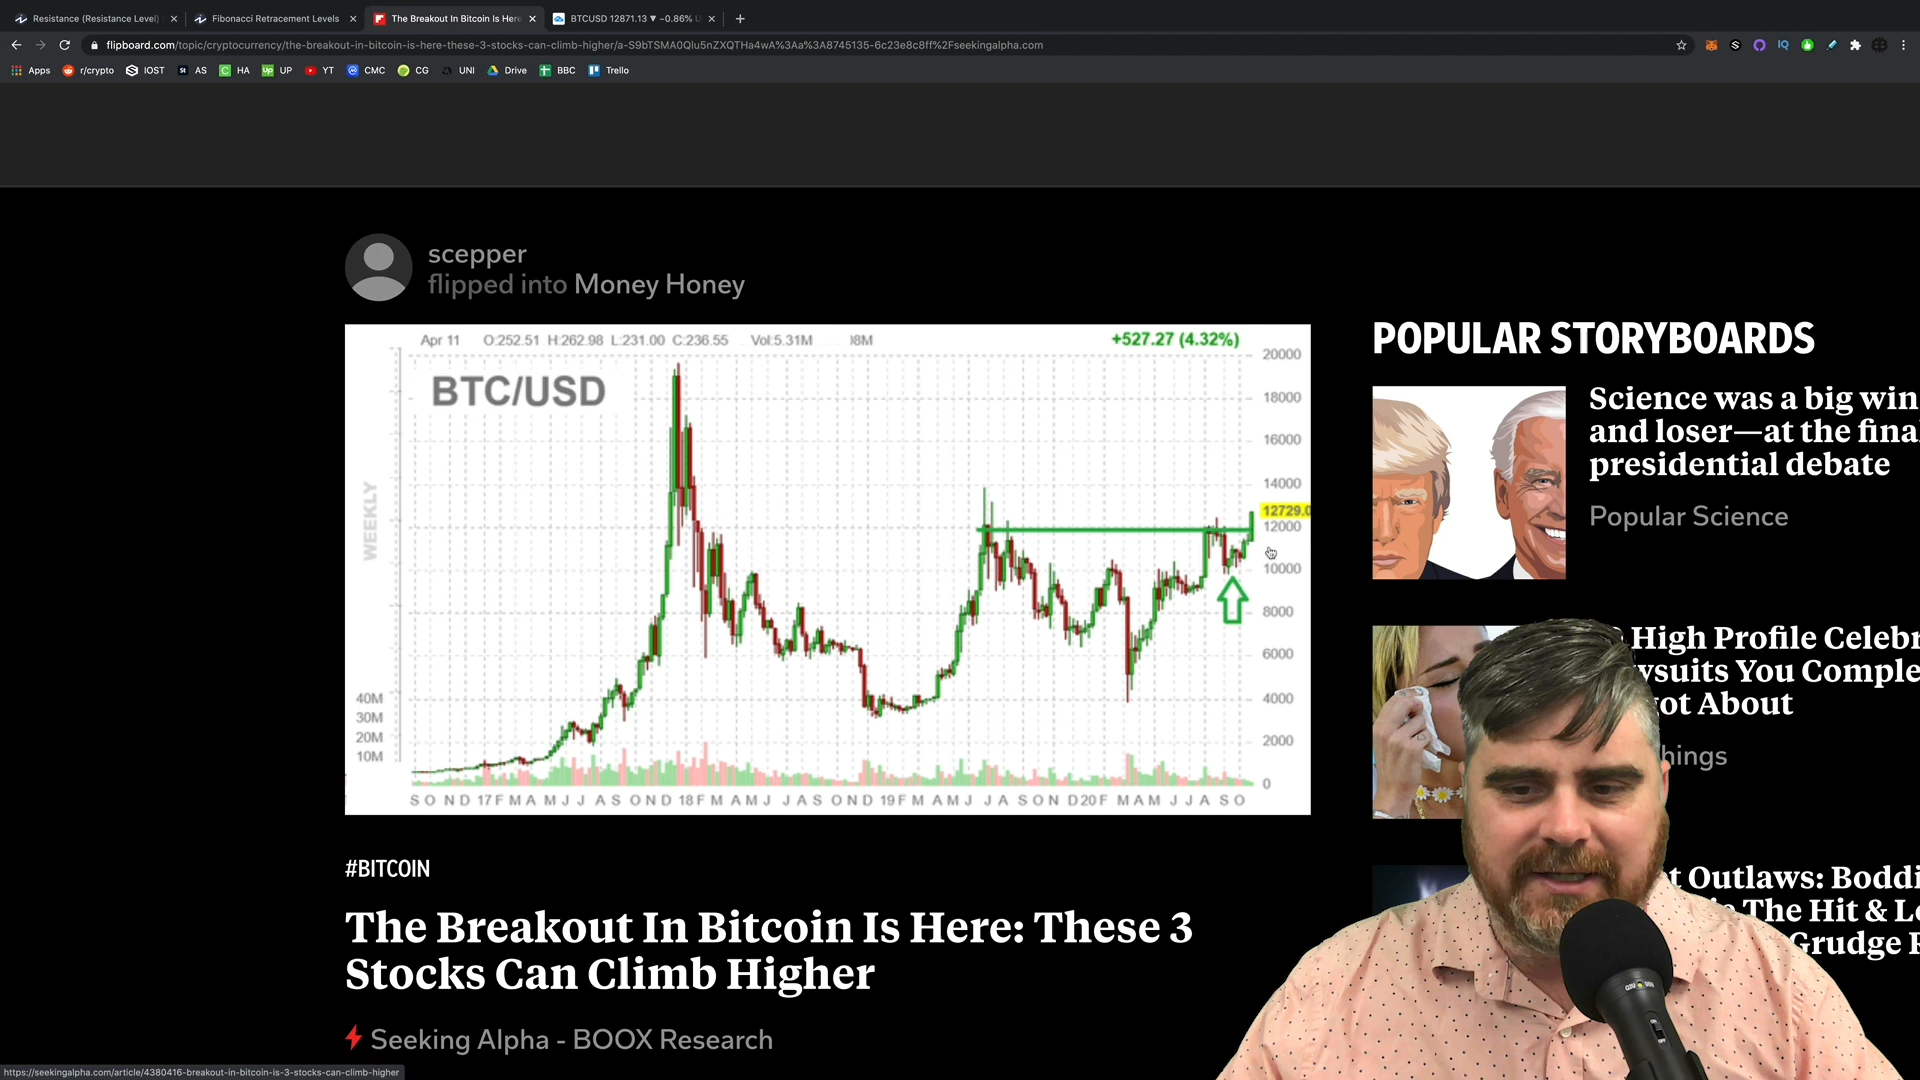 Resistance (Resistance Level)
Fibonacci Retracement Levels
The Breakout In Bitcoin Is Here
BTCUSD 12871.13 ▼ −0.86%
flipboard.com/topic/cryptocurrency/the-breakout-in-bitcoin-is-here-these-3-stocks-can-climb-higher/a-S9bTSMA0Qlu5nZXQTHa4wA%3Aa%3A8745135-6c23e8c8ff%2Fseekingalpha.com
Apps r/crypto IOST AS HA UP YT CMC CG UNI Drive BBC Trello
scepper
flipped into Money Honey
Apr 11 O:252.51 H:262.98 L:231.00 C:236.55 Vol:5.31M
+527.27 (4.32%)
BTC/USD
WEEKLY
20000
18000
16000
14000
12729.0
12000
10000
8000
6000
4000
2000
0
40M
30M
20M
10M
S O N D 17 F M A M J J A S O N D 18 F M A M J J A S O N D 19 F M A M J J A S O N D 20 F M A M J J A S O
#BITCOIN
The Breakout In Bitcoin Is Here: These 3
Stocks Can Climb Higher
Seeking Alpha - BOOX Research
POPULAR STORYBOARDS
Science was a big win
and loser—at the
presidential debate
Popular Science
High Profile
You
About
Outlaws:
The Hit &
Grudge
https://seekingalpha.com/article/4380416-breakout-in-bitcoin-is-3-stocks-can-climb-higher